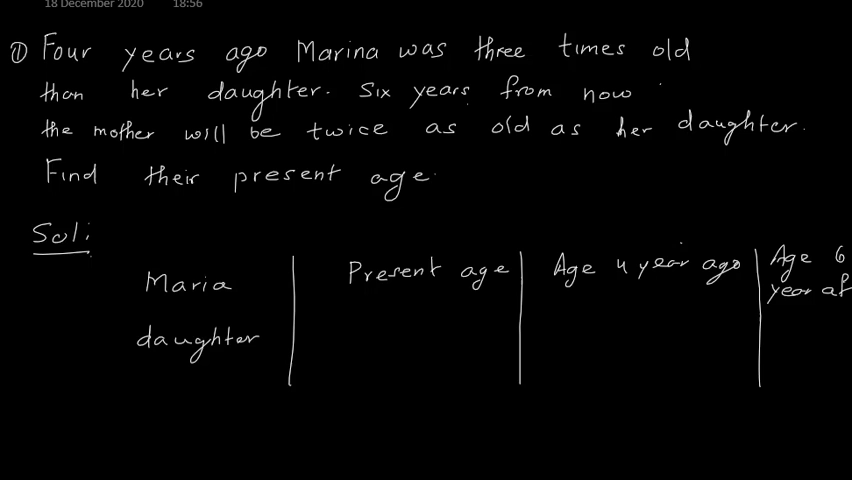 18 December 2020 18:56
① Four years ago Marina was three times old
than her daughter. Six years from now
the mother will be twice as old as her daughter.
Find their present age.
Sol:
Present age Age 4 year ago Age 6
Maria year af
daughter